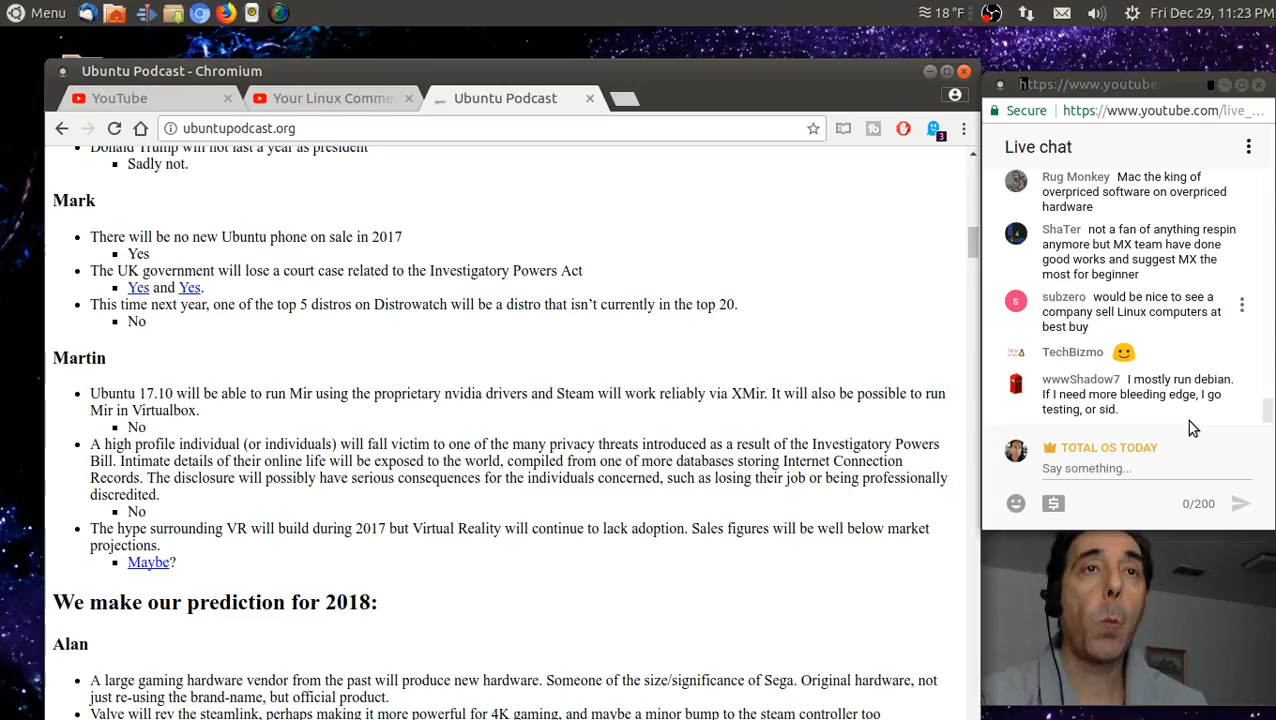 Menu
18 °F
Fri Dec 29, 11:23 PM
Ubuntu Podcast - Chromium
YouTube
Your Linux Comme
Ubuntu Podcast
ubuntupodcast.org
3
Donald Trump will not last a year as president
Sadly not.
Mark
There will be no new Ubuntu phone on sale in 2017
Yes
The UK government will lose a court case related to the Investigatory Powers Act
Yes and Yes.
This time next year, one of the top 5 distros on Distrowatch will be a distro that isn’t currently in the top 20.
No
Martin
Ubuntu 17.10 will be able to run Mir using the proprietary nvidia drivers and Steam will work reliably via XMir. It will also be possible to run
Mir in Virtualbox.
No
A high profile individual (or individuals) will fall victim to one of the many privacy threats introduced as a result of the Investigatory Powers
Bill. Intimate details of their online life will be exposed to the world, compiled from one of more databases storing Internet Connection
Records. The disclosure will possibly have serious consequences for the individuals concerned, such as losing their job or being professionally
discredited.
No
The hype surrounding VR will build during 2017 but Virtual Reality will continue to lack adoption. Sales figures will be well below market
projections.
Maybe?
We make our prediction for 2018:
Alan
A large gaming hardware vendor from the past will produce new hardware. Someone of the size/significance of Sega. Original hardware, not
just re-using the brand-name, but official product.
Valve will rev the steamlink, perhaps making it more powerful for 4K gaming, and maybe a minor bump to the steam controller too
https://www.youtube.
Secure
https://www.youtube.com/live_...
Live chat
Rug Monkey Mac the king of
overpriced software on overpriced
hardware
ShaTer not a fan of anything respin
anymore but MX team have done
good works and suggest MX the
most for beginner
subzero would be nice to see a
company sell Linux computers at
best buy
TechBizmo
wwwShadow7 I mostly run debian.
If I need more bleeding edge, I go
testing, or sid.
TOTAL OS TODAY
Say something...
0/200